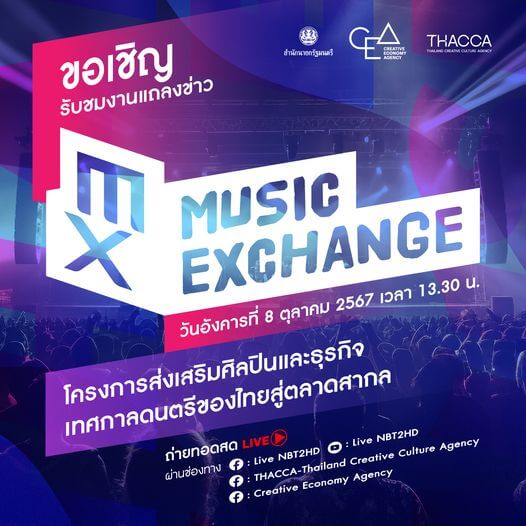 ขอเชิญ
รับชมงานแถลงข่าว
สำนักนายกรัฐมนตรี
CEA
CREATIVE
ECONOMY
AGENCY
THACCA
THAILAND CREATIVE CULTURE AGENCY
MX
MUSIC
EXCHANGE
วันอังคารที่ 8 ตุลาคม 2567 เวลา 13.30 น.
โครงการส่งเสริมศิลปินและธุรกิจ
เทศกาลดนตรีของไทยสู่ตลาดสากล
ถ่ายทอดสด LIVE
ผ่านช่องทาง : Live NBT2HD : Live NBT2HD
: THACCA-Thailand Creative Culture Agency
: Creative Economy Agency